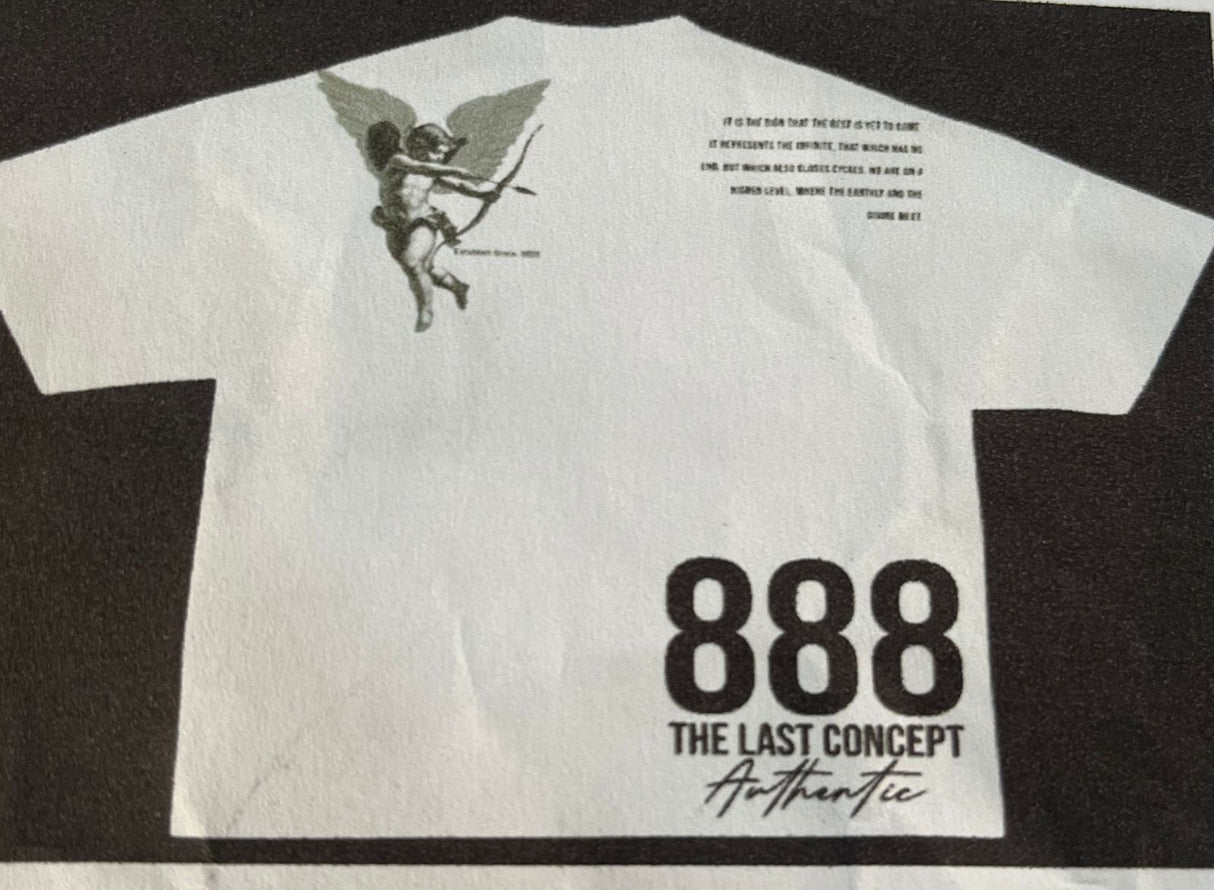 IT IS THE SIGN THAT THE BEST IS YET TO COME
IT REPRESENTS THE INFINITE, THAT WHICH HAS NO
END, BUT WHICH ALSO CLOSES CYCLES. WE ARE ON A
HIGHER LEVEL, WHERE THE EARTHLY AND THE
DIVINE MEET.
888
THE LAST CONCEPT
Authentic